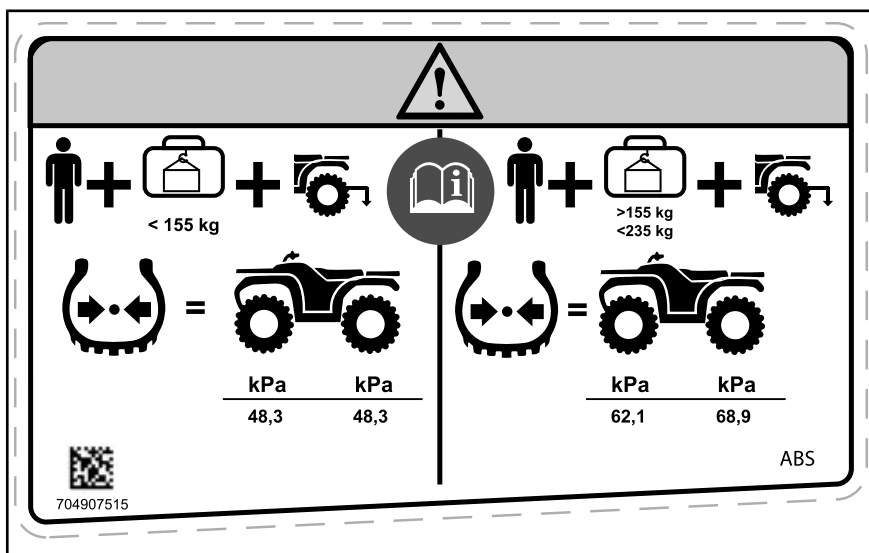 < 155 kg
kPa kPa
48,3 48,3
704907515
i
>155 kg
<235 kg
kPa kPa
62,1 68,9
ABS